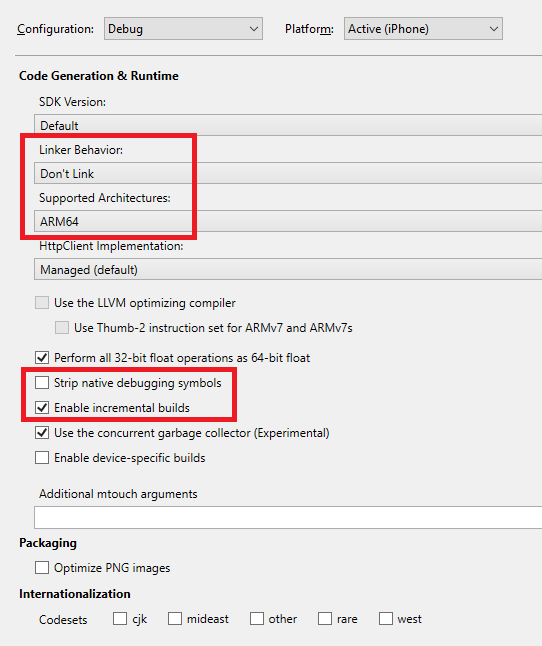 Configuration: Debug Platform: Active (iPhone)
Code Generation & Runtime
SDK Version:
Default
Linker Behavior:
Don't Link
Supported Architectures:
ARM64
HttpClient Implementation:
Managed (default)
Use the LLVM optimizing compiler
Use Thumb-2 instruction set for ARMv7 and ARMv7s
Perform all 32-bit float operations as 64-bit float
Strip native debugging symbols
Enable incremental builds
Use the concurrent garbage collector (Experimental)
Enable device-specific builds
Additional mtouch arguments
Packaging
Optimize PNG images
Internationalization
Codesets cjk mideast other rare west